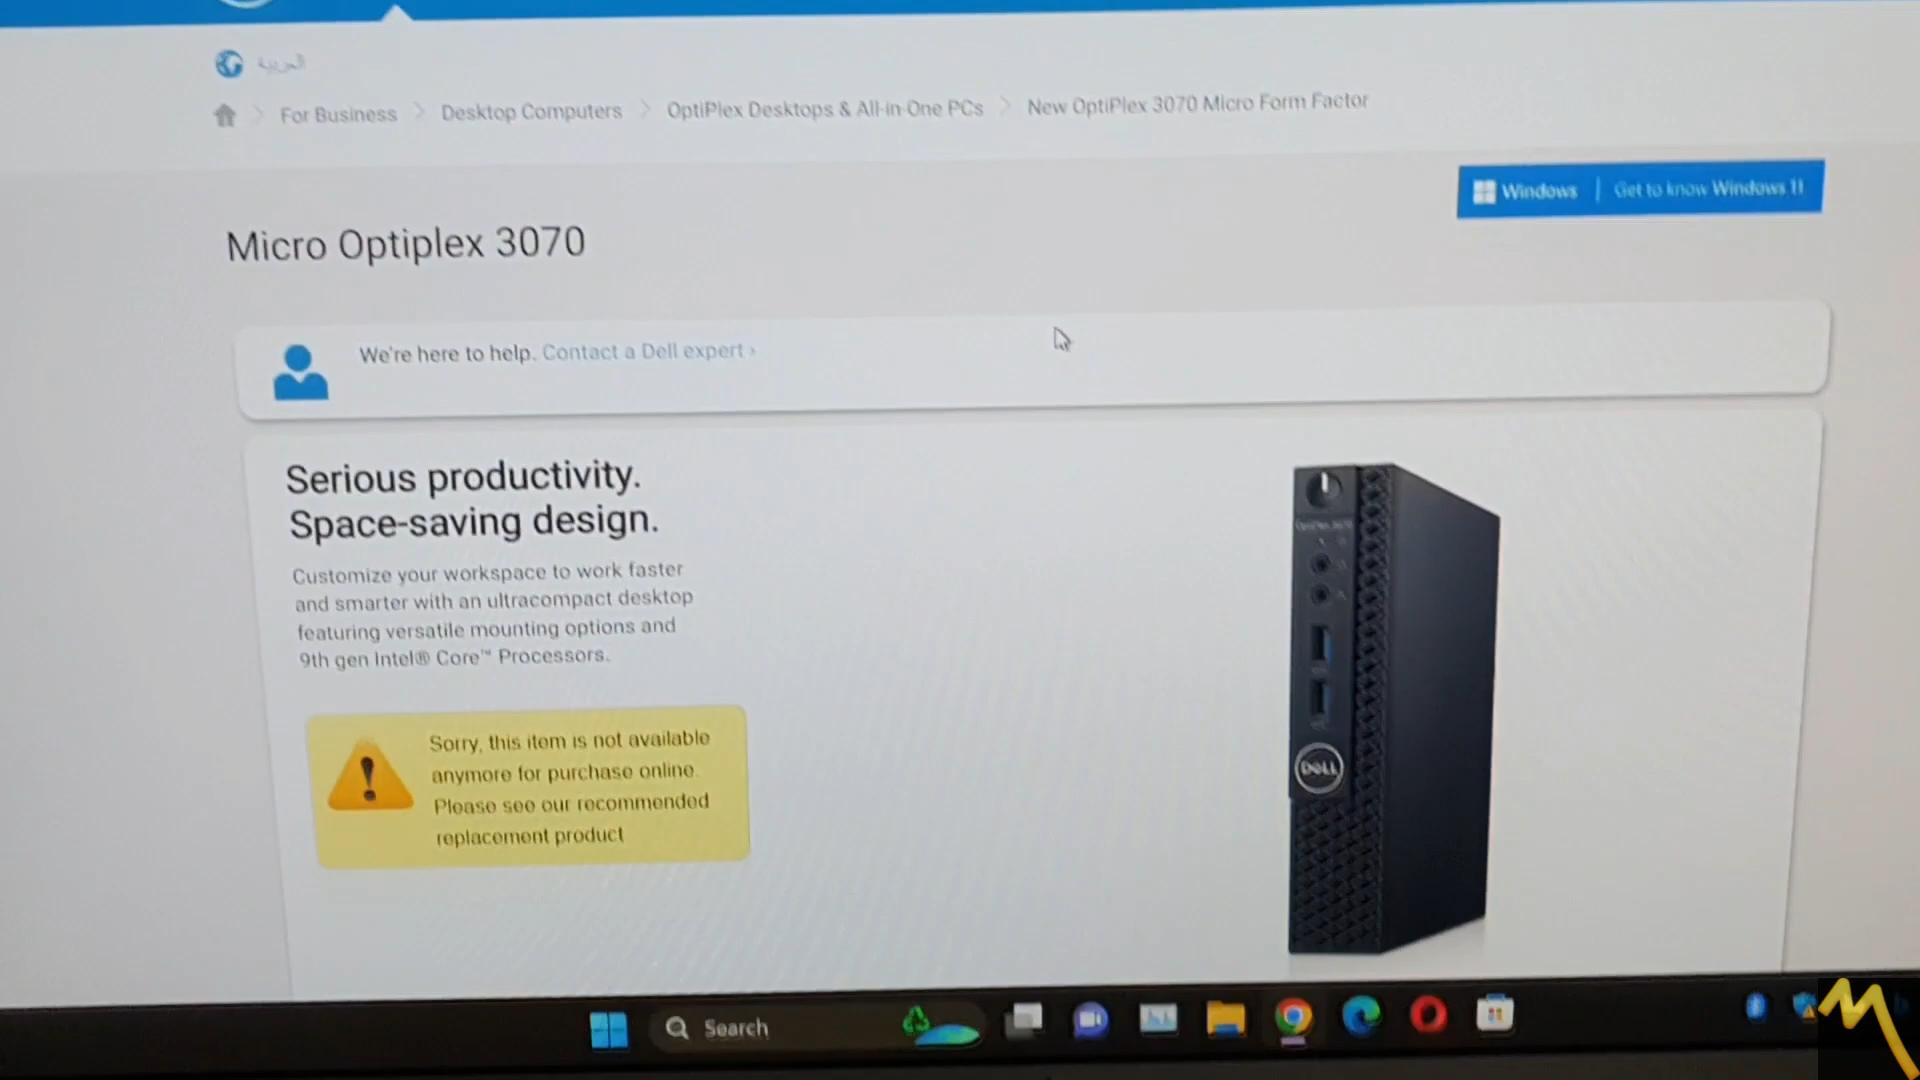 العربية
For Business > Desktop Computers > OptiPlex Desktops & All-in-One PCs > New OptiPlex 3070 Micro Form Factor
Windows | Get to know Windows 11
Micro Optiplex 3070
We're here to help. Contact a Dell expert ›
Serious productivity.
Space-saving design.
Customize your workspace to work faster
and smarter with an ultracompact desktop
featuring versatile mounting options and
9th gen Intel® Core™ Processors.
Sorry, this item is not available
anymore for purchase online.
Please see our recommended
replacement product
DELL
Search